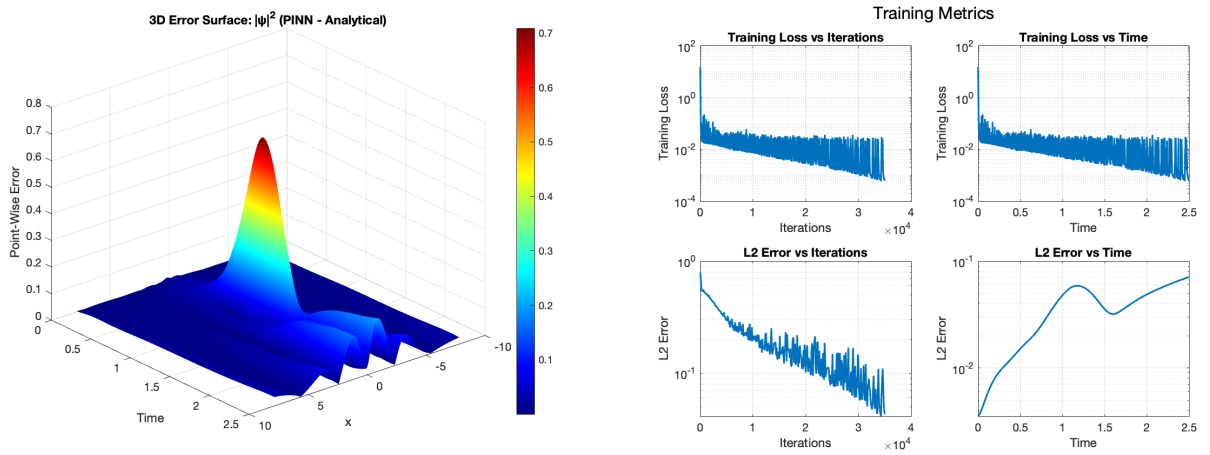 3D Error Surface: |ψ|² (PINN - Analytical)
Point-Wise Error
0.8
0.7
0.6
0.5
0.4
0.3
0.2
0.1
0
0
0.5
1
1.5
2
2.5
Time
10
5
0
-5
-10
x
0.7
0.6
0.5
0.4
0.3
0.2
0.1
Training Metrics
Training Loss vs Iterations
Training Loss
10²
10⁰
10⁻²
10⁻⁴
0 1 2 3 4
Iterations
×10⁴
Training Loss vs Time
Training Loss
10²
10⁰
10⁻²
10⁻⁴
0 0.5 1.0 1.5 2.0 2.5
Time
L2 Error vs Iterations
L2 Error
10⁰
10⁻¹
0 1 2 3 4
Iterations
×10⁴
L2 Error vs Time
L2 Error
10⁻¹
10⁻²
0 0.5 1.0 1.5 2.0 2.5
Time